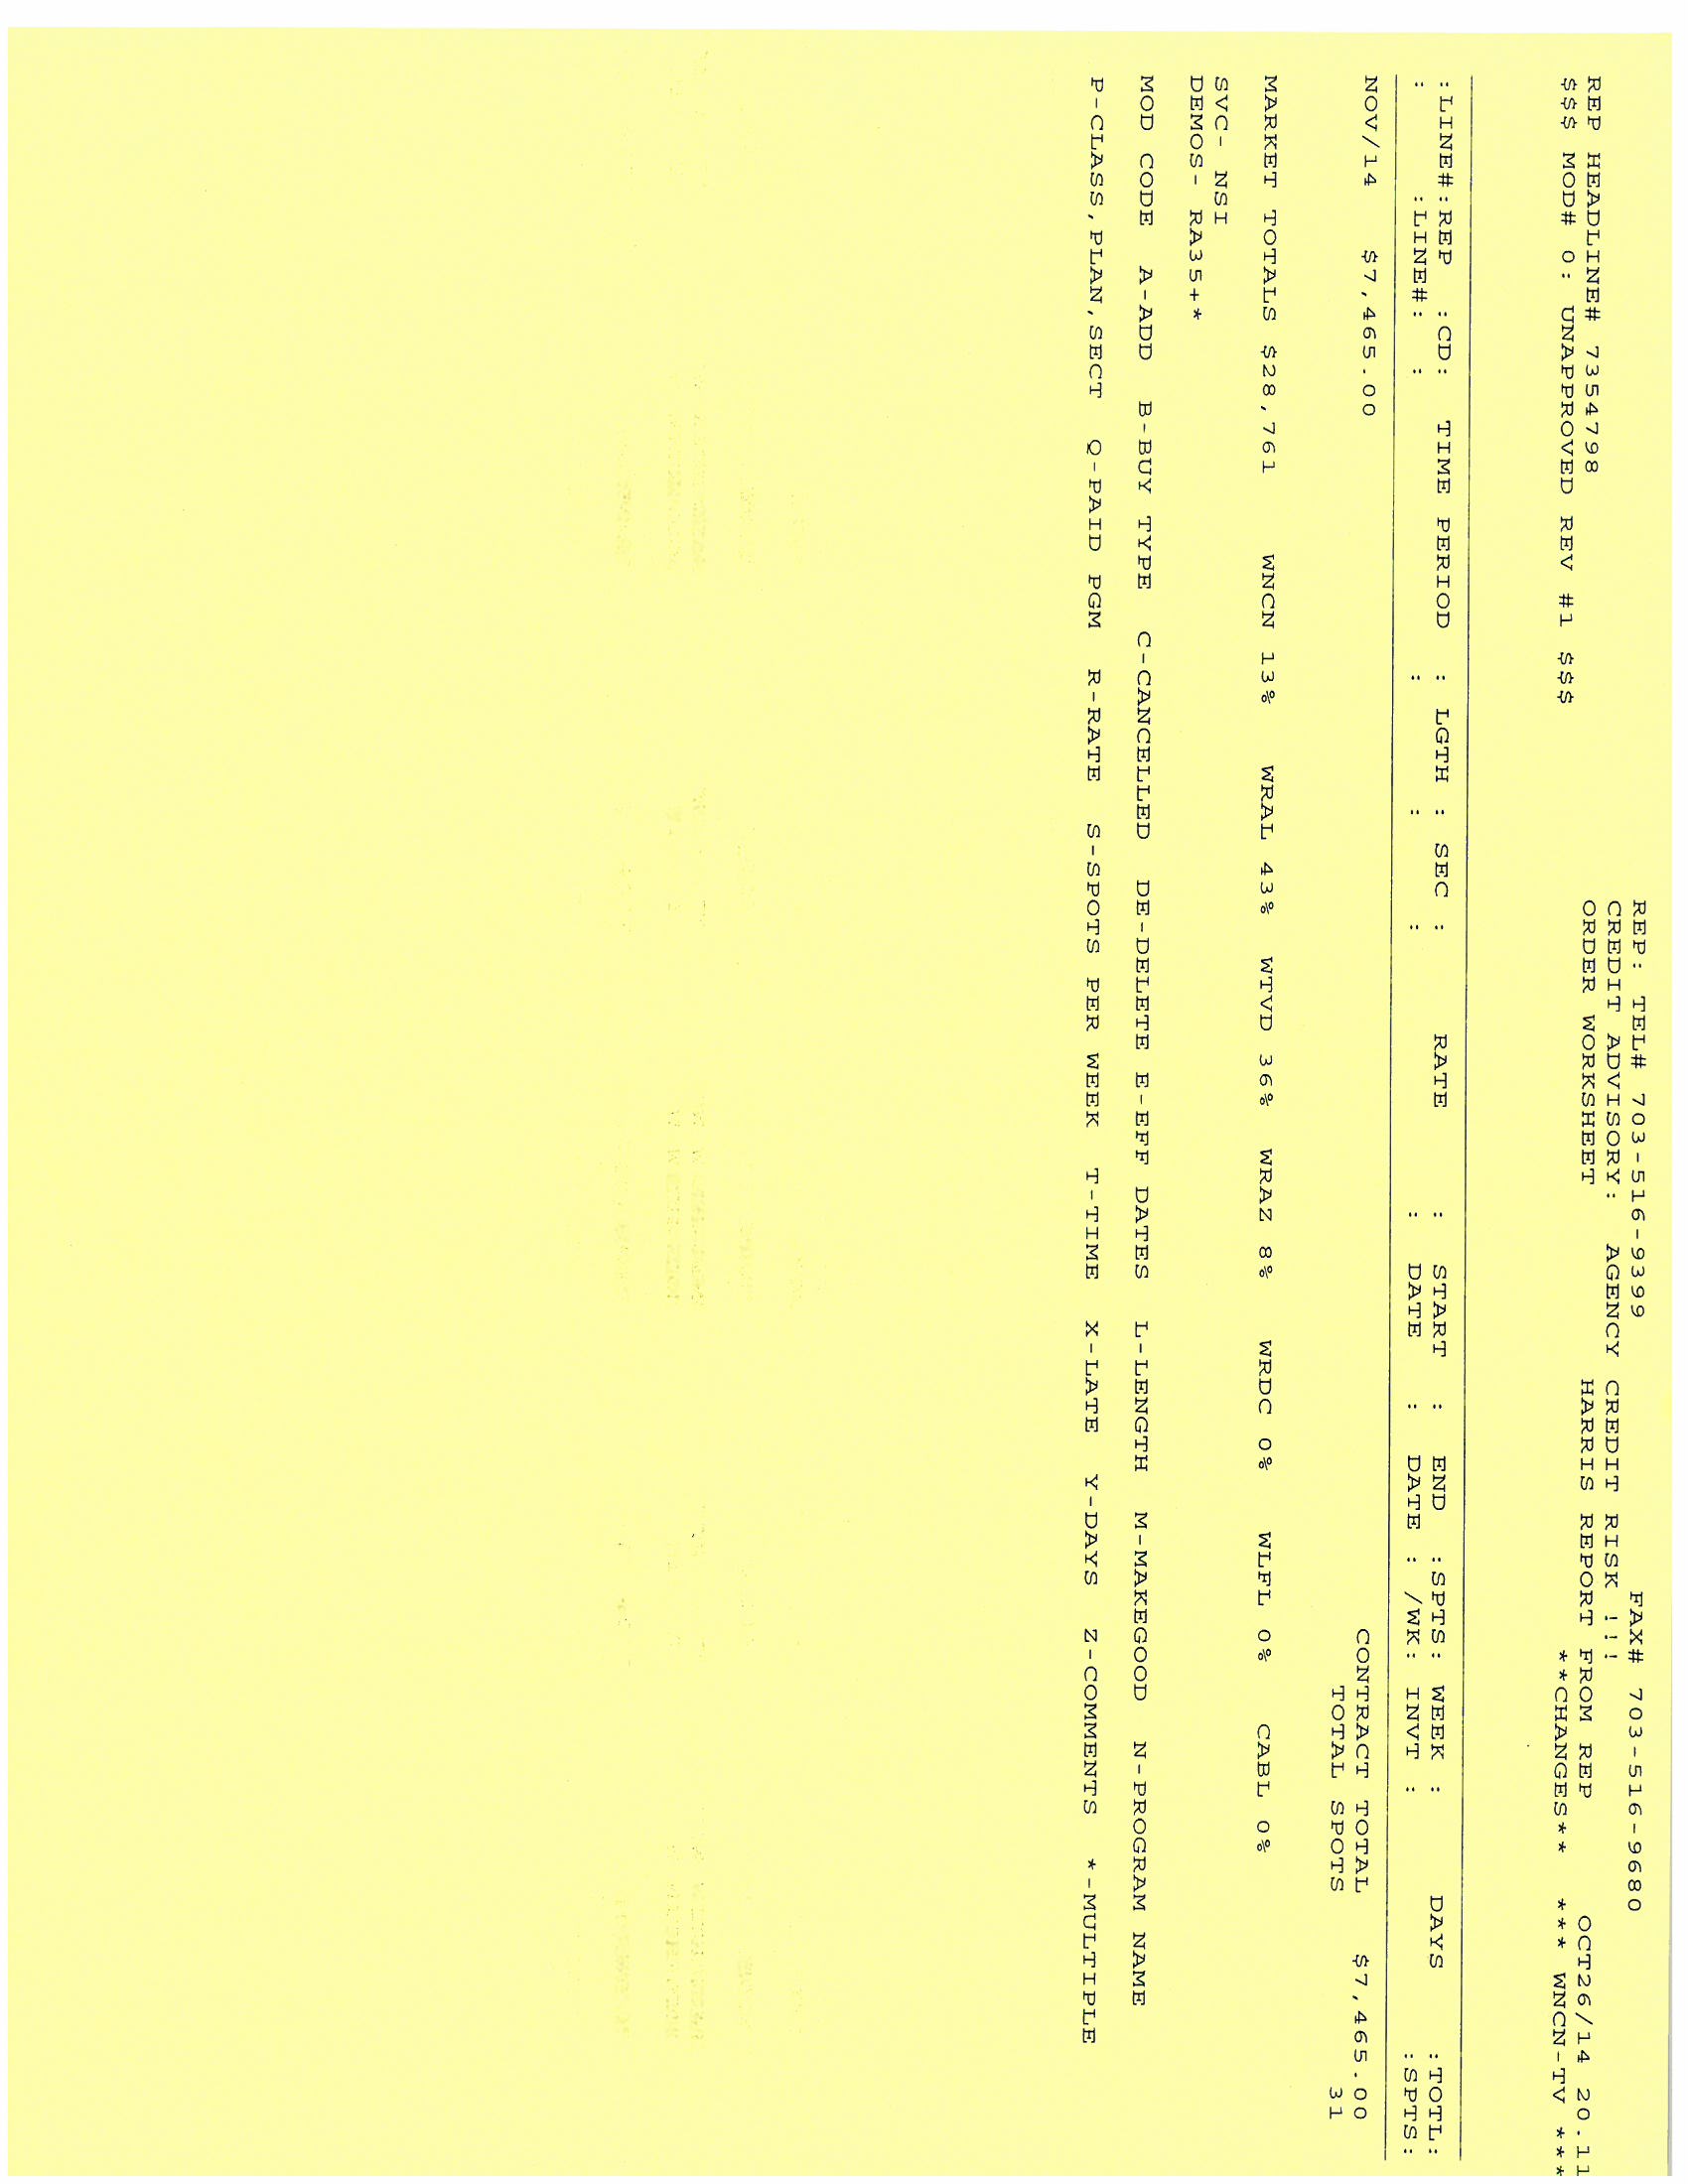 REP: TEL# 703-516-9399 FAX# 703-516-9680
CREDIT ADVISORY: AGENCY CREDIT RISK !!!
REP HEADLINE# 7354798 ORDER WORKSHEET HARRIS REPORT FROM REP OCT26/14 20.11
$$$ MOD# 0: UNAPPROVED REV #1 $$$ **CHANGES** *** WNCN-TV ***
:LINE#:REP :CD: TIME PERIOD : LGTH : SEC : RATE : START : END :SPTS: WEEK : DAYS :TOTL:
: :LINE#: : : : : : DATE : DATE : /WK: INVT : :SPTS:
NOV/14 $7,465.00 CONTRACT TOTAL $7,465.00
TOTAL SPOTS 31
MARKET TOTALS $28,761 WNCN 13% WRAL 43% WTVD 36% WRAZ 8% WRDC 0% WLFL 0% CABL 0%
SVC- NSI
DEMOS- RA35+*
MOD CODE A-ADD B-BUY TYPE C-CANCELLED DE-DELETE E-EFF DATES L-LENGTH M-MAKEGOOD N-PROGRAM NAME
P-CLASS,PLAN,SECT Q-PAID PGM R-RATE S-SPOTS PER WEEK T-TIME X-LATE Y-DAYS Z-COMMENTS *-MULTIPLE